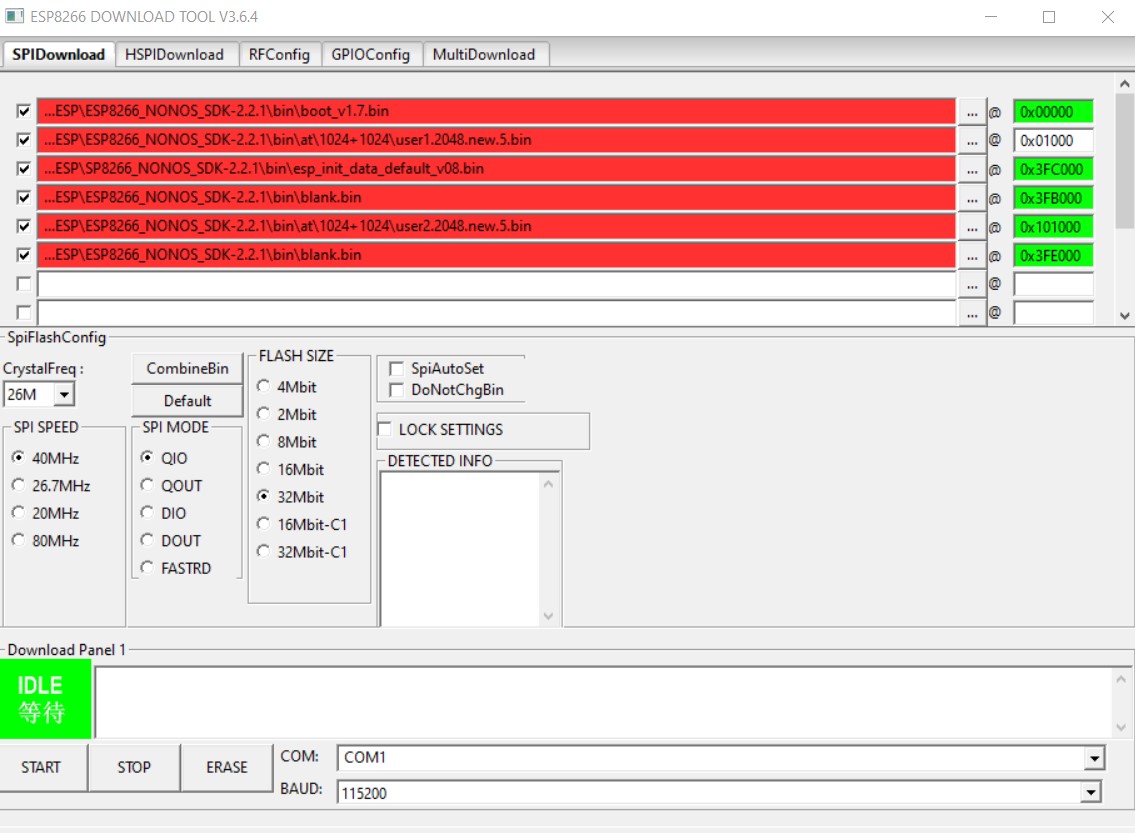 ESP8266 DOWNLOAD TOOL V3.6.4
SPIDownload HSPIDownload RFConfig GPIOConfig MultiDownload
...ESP\ESP8266_NONOS_SDK-2.2.1\bin\boot_v1.7.bin ... @ 0x00000
...ESP\ESP8266_NONOS_SDK-2.2.1\bin\at\1024+1024\user1.2048.new.5.bin ... @ 0x01000
...ESP\SP8266_NONOS_SDK-2.2.1\bin\esp_init_data_default_v08.bin ... @ 0x3FC000
...ESP\ESP8266_NONOS_SDK-2.2.1\bin\blank.bin ... @ 0x3FB000
...ESP\ESP8266_NONOS_SDK-2.2.1\bin\at\1024+1024\user2.2048.new.5.bin ... @ 0x101000
...ESP\ESP8266_NONOS_SDK-2.2.1\bin\blank.bin ... @ 0x3FE000
... @
... @
SpiFlashConfig
CrystalFreq :
26M
CombineBin
Default
SPI SPEED
40MHz
26.7MHz
20MHz
80MHz
SPI MODE
QIO
QOUT
DIO
DOUT
FASTRD
FLASH SIZE
4Mbit
2Mbit
8Mbit
16Mbit
32Mbit
16Mbit-C1
32Mbit-C1
SpiAutoSet
DoNotChgBin
LOCK SETTINGS
DETECTED INFO
Download Panel 1
IDLE
等待
START STOP ERASE
COM: COM1
BAUD: 115200